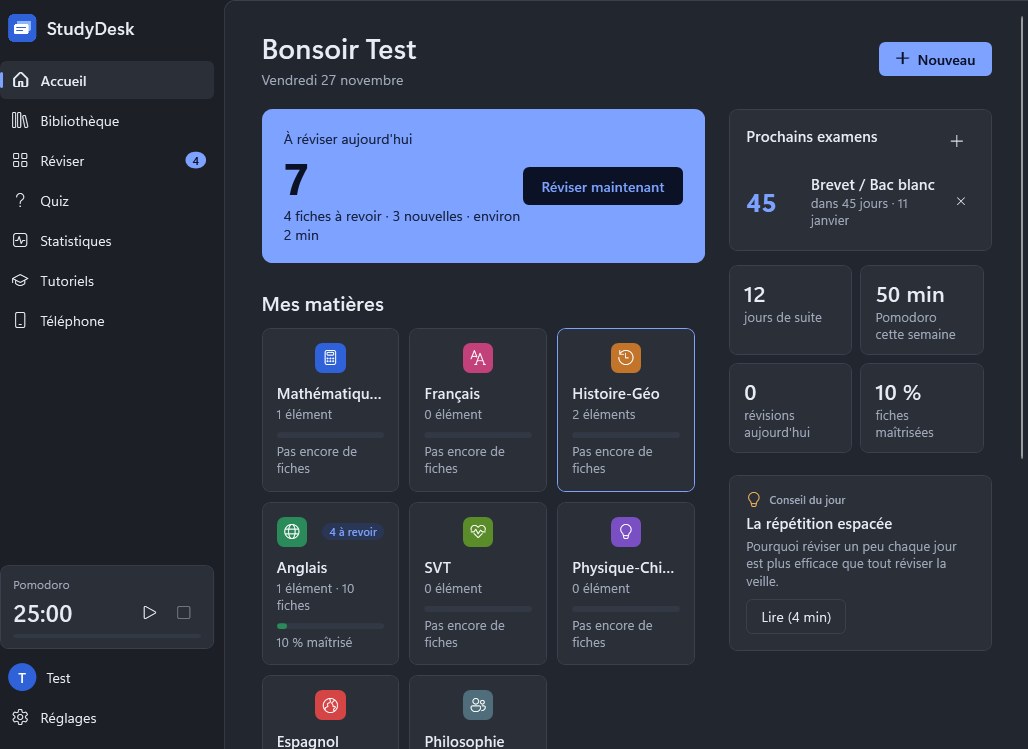 StudyDesk
Accueil
Bibliothèque
Réviser
4
Quiz
Statistiques
Tutoriels
Téléphone
Pomodoro
25:00
T
Test
Réglages
Bonsoir Test
Vendredi 27 novembre
Nouveau
À réviser aujourd'hui
7
4 fiches à revoir · 3 nouvelles · environ
2 min
Réviser maintenant
Mes matières
Mathématiqu...
1 élément
Pas encore de
fiches
Français
0 élément
Pas encore de
fiches
Histoire-Géo
2 éléments
Pas encore de
fiches
4 à revoir
Anglais
1 élément · 10
fiches
10 % maîtrisé
SVT
0 élément
Pas encore de
fiches
Physique-Chi...
0 élément
Pas encore de
fiches
Espagnol
Philosophie
Prochains examens
45
Brevet / Bac blanc
dans 45 jours · 11
janvier
12
jours de suite
50 min
Pomodoro
cette semaine
0
révisions
aujourd'hui
10 %
fiches
maîtrisées
Conseil du jour
La répétition espacée
Pourquoi réviser un peu chaque jour
est plus efficace que tout réviser la
veille.
Lire (4 min)